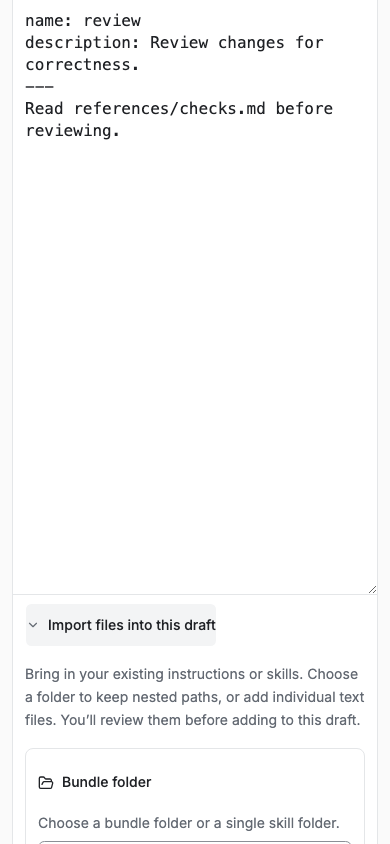 name: review
description: Review changes for
correctness.
---
Read references/checks.md before
reviewing.
Import files into this draft
Bring in your existing instructions or skills. Choose
a folder to keep nested paths, or add individual text
files. You’ll review them before adding to this draft.
Bundle folder
Choose a bundle folder or a single skill folder.